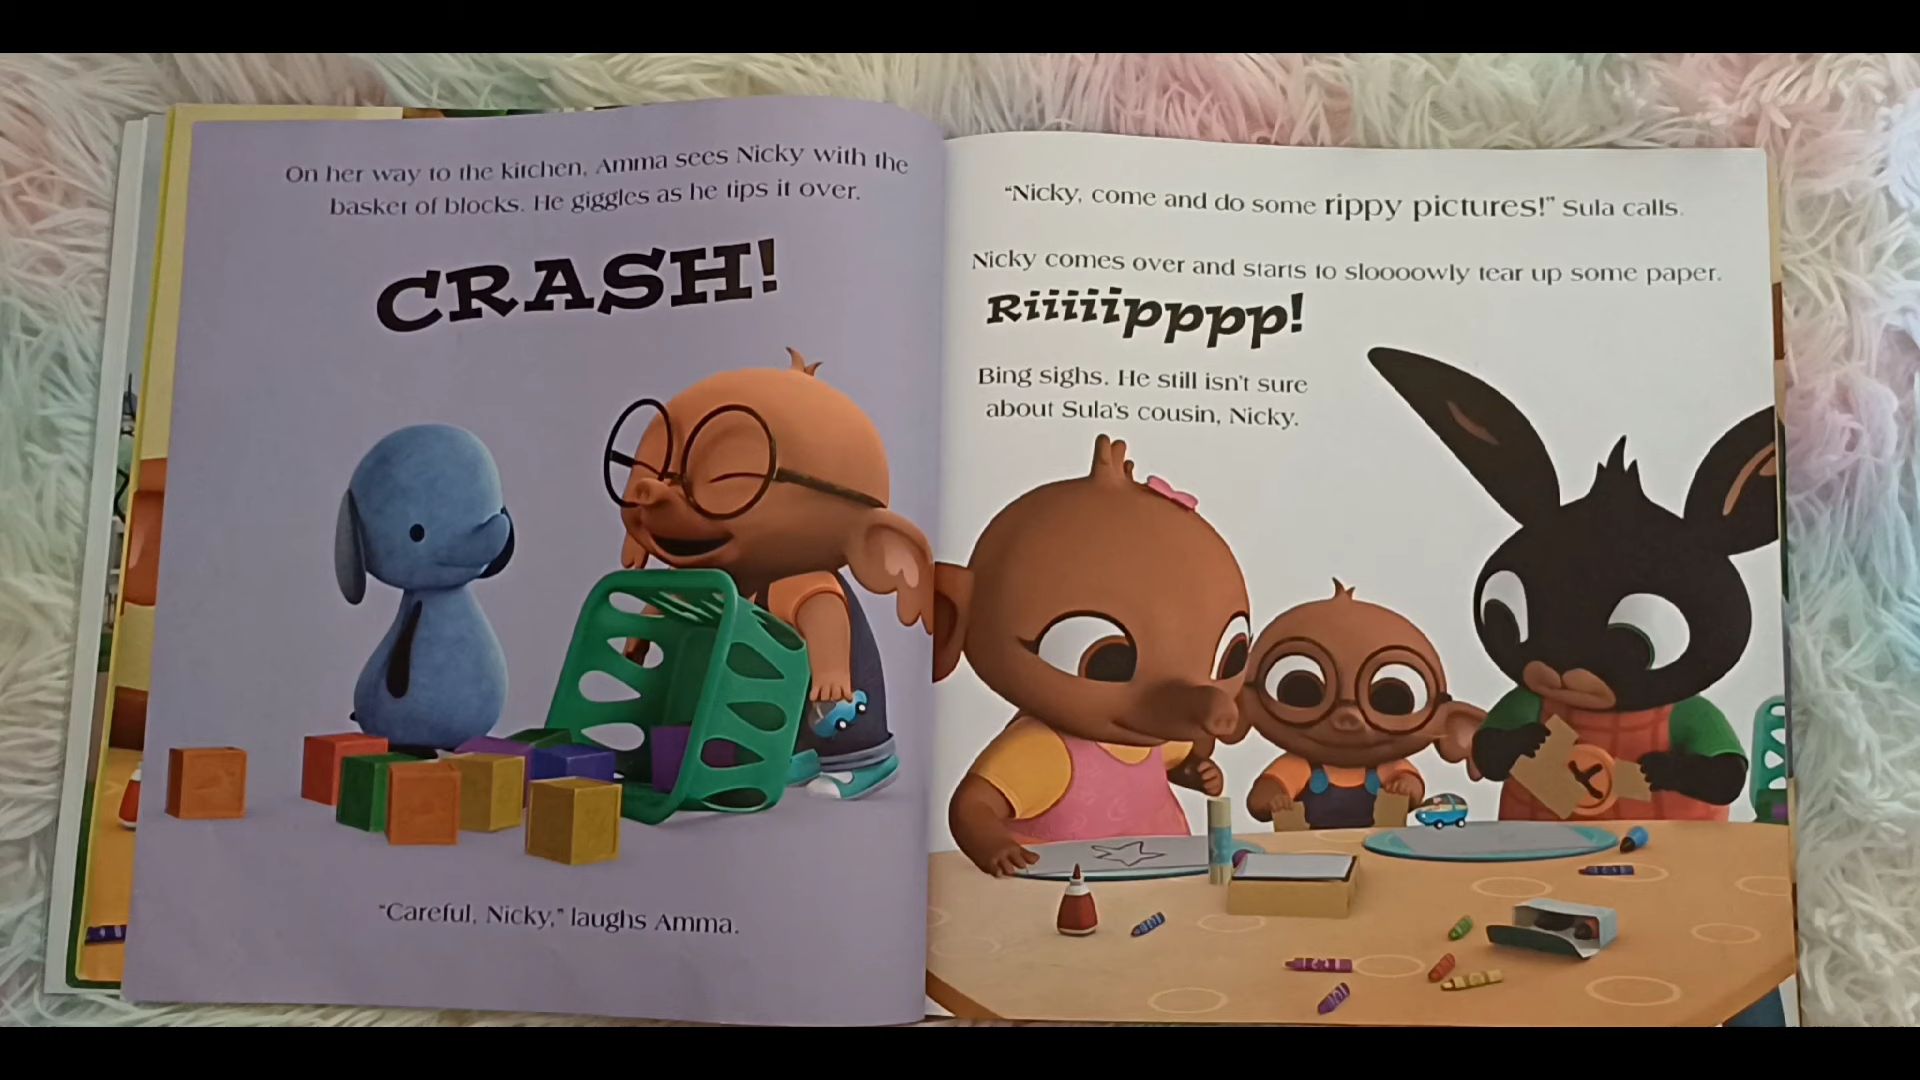 On her way to the kitchen, Amma sees Nicky with the
basket of blocks. He giggles as he tips it over.
CRASH!
"Careful, Nicky," laughs Amma.
"Nicky, come and do some rippy pictures!" Sula calls.
Nicky comes over and starts to sloooowly tear up some paper.
Riiiiipppp!
Bing sighs. He still isn't sure
about Sula's cousin, Nicky.